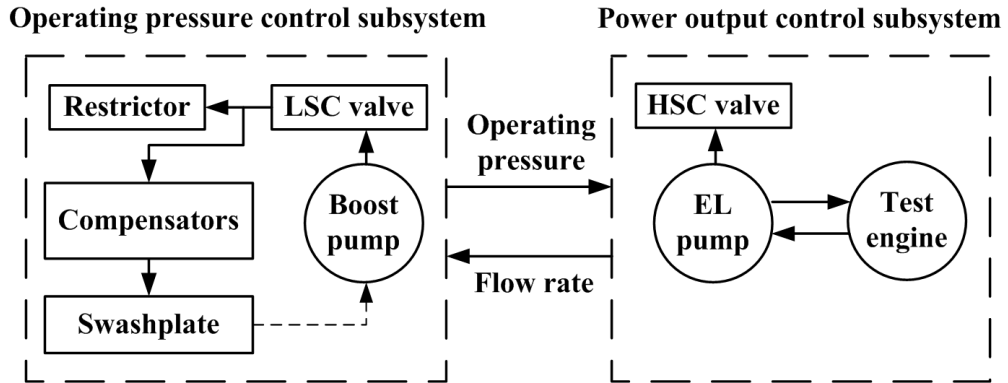 Operating pressure control subsystem
Power output control subsystem
Restrictor
LSC valve
Compensators
Boost
pump
Swashplate
Operating
pressure
Flow rate
HSC valve
EL
pump
Test
engine